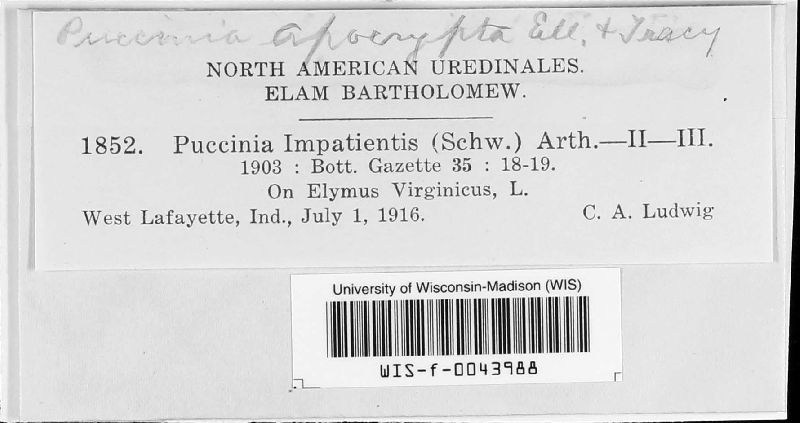 Puccinia apocrypta Ell. & Tracy
NORTH AMERICAN UREDINALES.
ELAM BARTHOLOMEW.
1852. Puccinia Impatientis (Schw.) Arth.—II—III.
1903 : Bott. Gazette 35 : 18-19.
On Elymus Virginicus, L.
West Lafayette, Ind., July 1, 1916. C. A. Ludwig
University of Wisconsin-Madison (WIS)
WIS-f-0043988